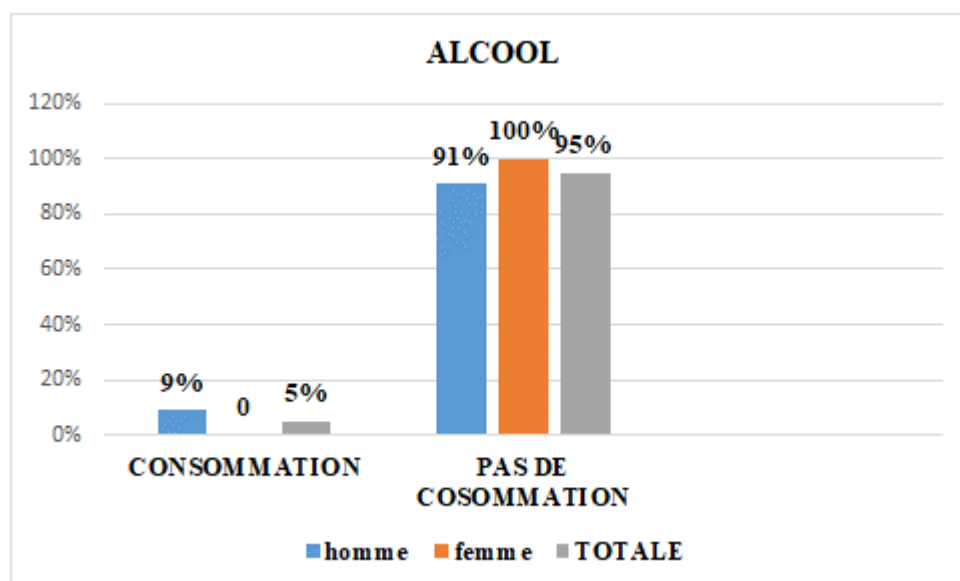 ALCOOL
120%
100%
80%
60%
40%
20%
0%
9%
0
5%
91%
100%
95%
CONSOMMATION
PAS DE
COSOMMATION
homme femme TOTALE